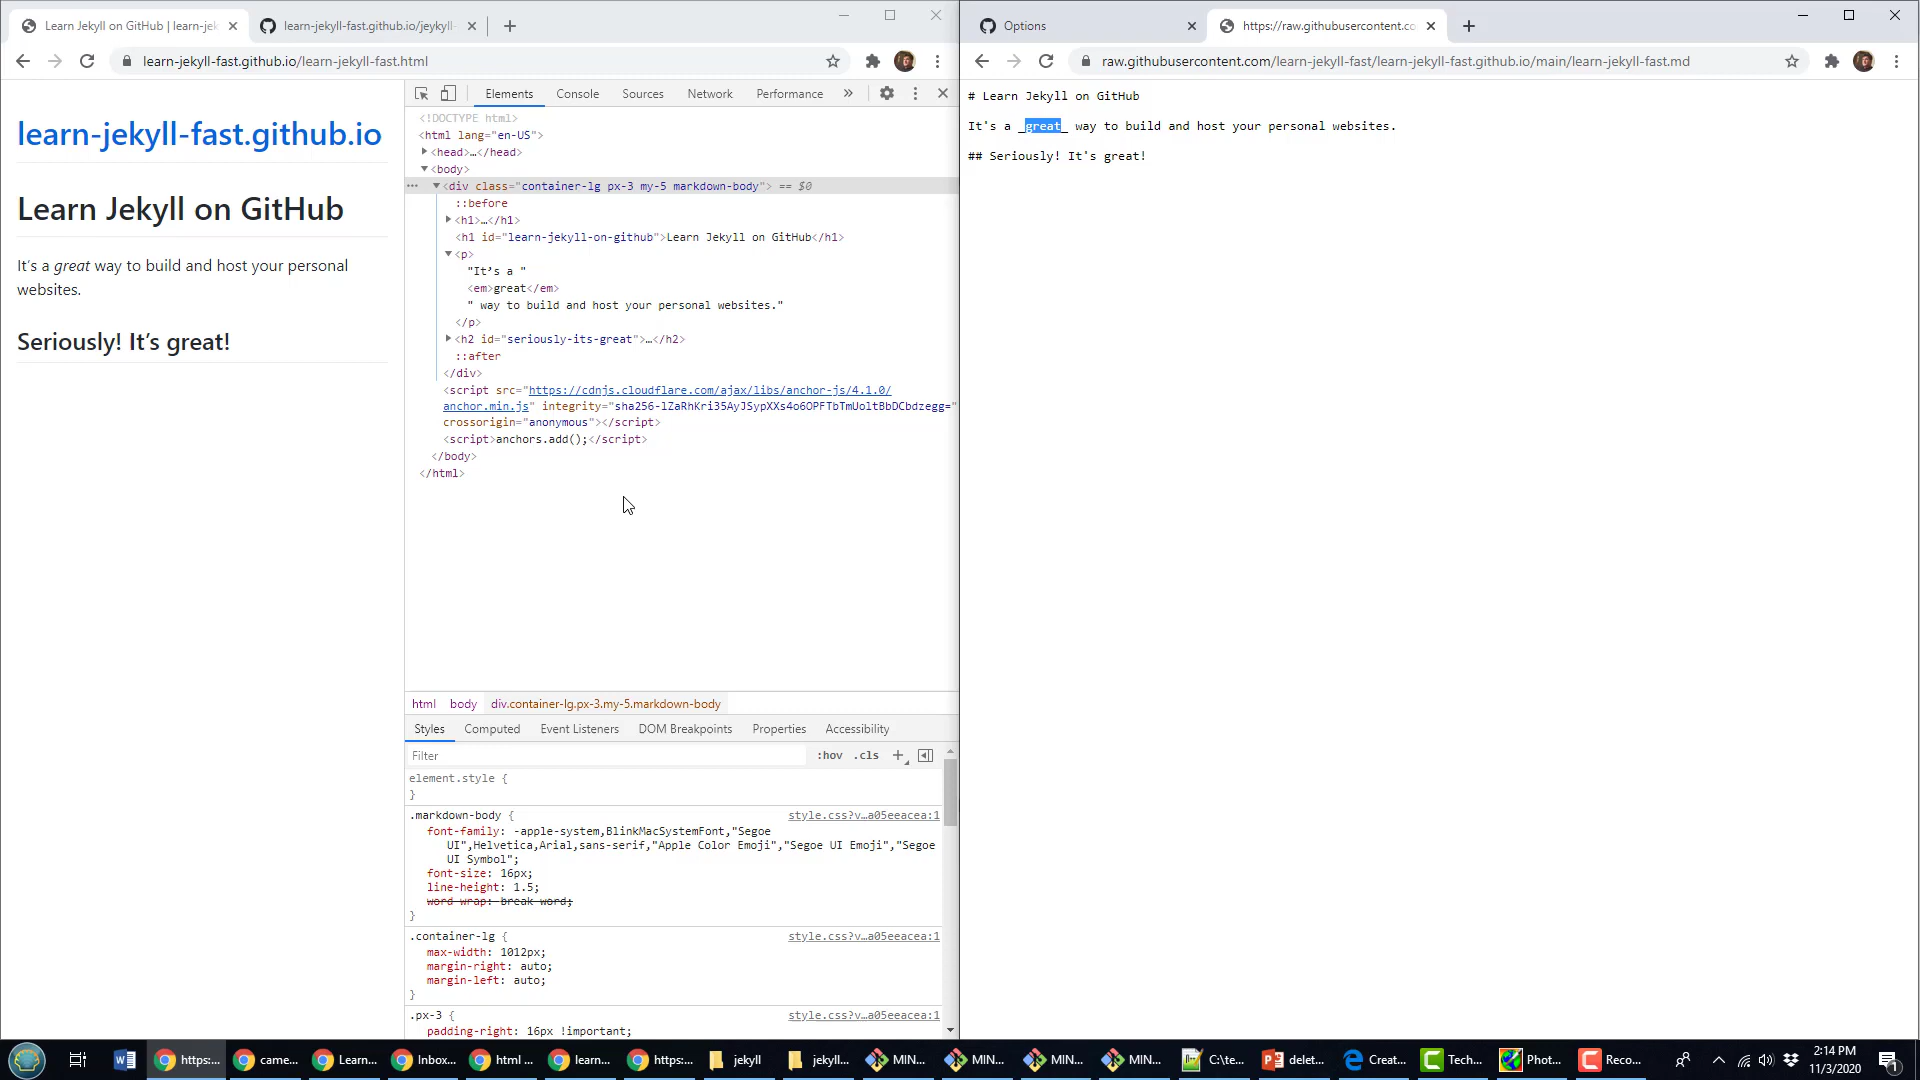 Learn Jekyll on GitHub | learn-jek
learn-jekyll-fast.github.io/jeykyll-
learn-jekyll-fast.github.io/learn-jekyll-fast.html
learn-jekyll-fast.github.io
Learn Jekyll on GitHub
It's a great way to build and host your personal
websites.
Seriously! It's great!
Elements Console Sources Network Performance »
<!DOCTYPE html>
<html lang="en-US">
<head>…</head>
<body>
<div class="container-lg px-3 my-5 markdown-body"> == $0
::before
<h1>…</h1>
<h1 id="learn-jekyll-on-github">Learn Jekyll on GitHub</h1>
<p>
"It’s a "
<em>great</em>
" way to build and host your personal websites."
</p>
<h2 id="seriously-its-great">…</h2>
::after
</div>
<script src="https://cdnjs.cloudflare.com/ajax/libs/anchor-js/4.1.0/
anchor.min.js" integrity="sha256-lZaRhKri35AyJSypXXs4o6OPFTbTmUoltBbDCbdzegg="
crossorigin="anonymous"></script>
<script>anchors.add();</script>
</body>
</html>
html body div.container-lg.px-3.my-5.markdown-body
Styles Computed Event Listeners DOM Breakpoints Properties Accessibility
Filter :hov .cls +
element.style {
}
.markdown-body { style.css?v…a05eeacea:1
font-family: -apple-system,BlinkMacSystemFont,"Segoe
UI",Helvetica,Arial,sans-serif,"Apple Color Emoji","Segoe UI Emoji","Segoe
UI Symbol";
font-size: 16px;
line-height: 1.5;
word-wrap: break-word;
}
.container-lg { style.css?v…a05eeacea:1
max-width: 1012px;
margin-right: auto;
margin-left: auto;
}
.px-3 { style.css?v…a05eeacea:1
padding-right: 16px !important;
Options
https://raw.githubusercontent.co
raw.githubusercontent.com/learn-jekyll-fast/learn-jekyll-fast.github.io/main/learn-jekyll-fast.md
# Learn Jekyll on GitHub
It's a _great_ way to build and host your personal websites.
## Seriously! It's great!
https:... came... Learn... Inbox... html ... learn... https:... jekyll jekyll... MIN... MIN... MIN... MIN... C:\te... delet... Creat... Tech... Phot... Reco...
2:14 PM
11/3/2020
1